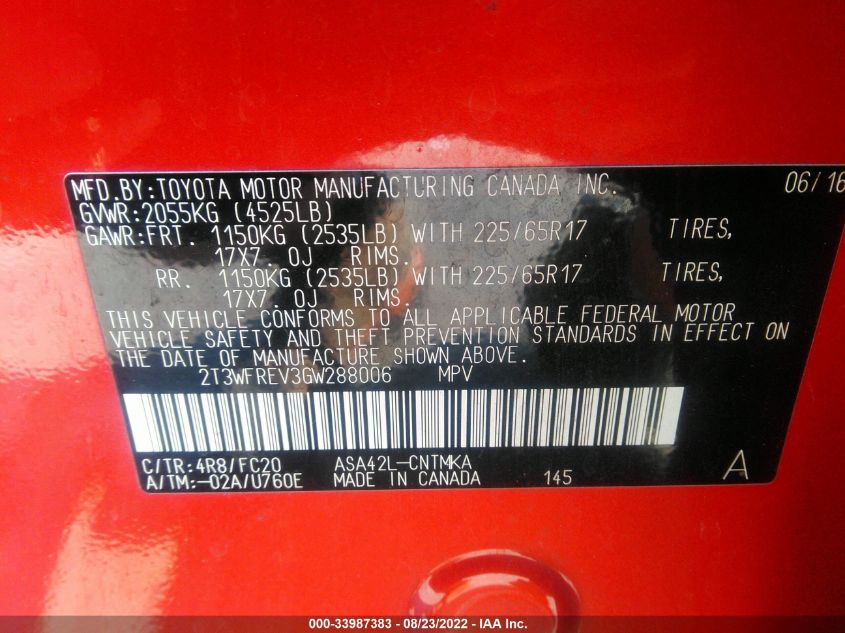 MFD.BY:TOYOTA MOTOR MANUFACTURING CANADA INC. 06/16
GVWR:2055KG (4525LB)
GAWR:FRT. 1150KG (2535LB) WITH 225/65R17 TIRES,
17X7.0J RIMS.
RR. 1150KG (2535LB) WITH 225/65R17 TIRES,
17X7.0J RIMS.
THIS VEHICLE CONFORMS TO ALL APPLICABLE FEDERAL MOTOR
VEHICLE SAFETY AND THEFT PREVENTION STANDARDS IN EFFECT ON
THE DATE OF MANUFACTURE SHOWN ABOVE.
2T3WFREV3GW288006 MPV
C/TR:4R8/FC20 ASA42L-CNTMKA
A/TM:-02A/U760E MADE IN CANADA 145 A
000-33987383 - 08/23/2022 - IAA Inc.